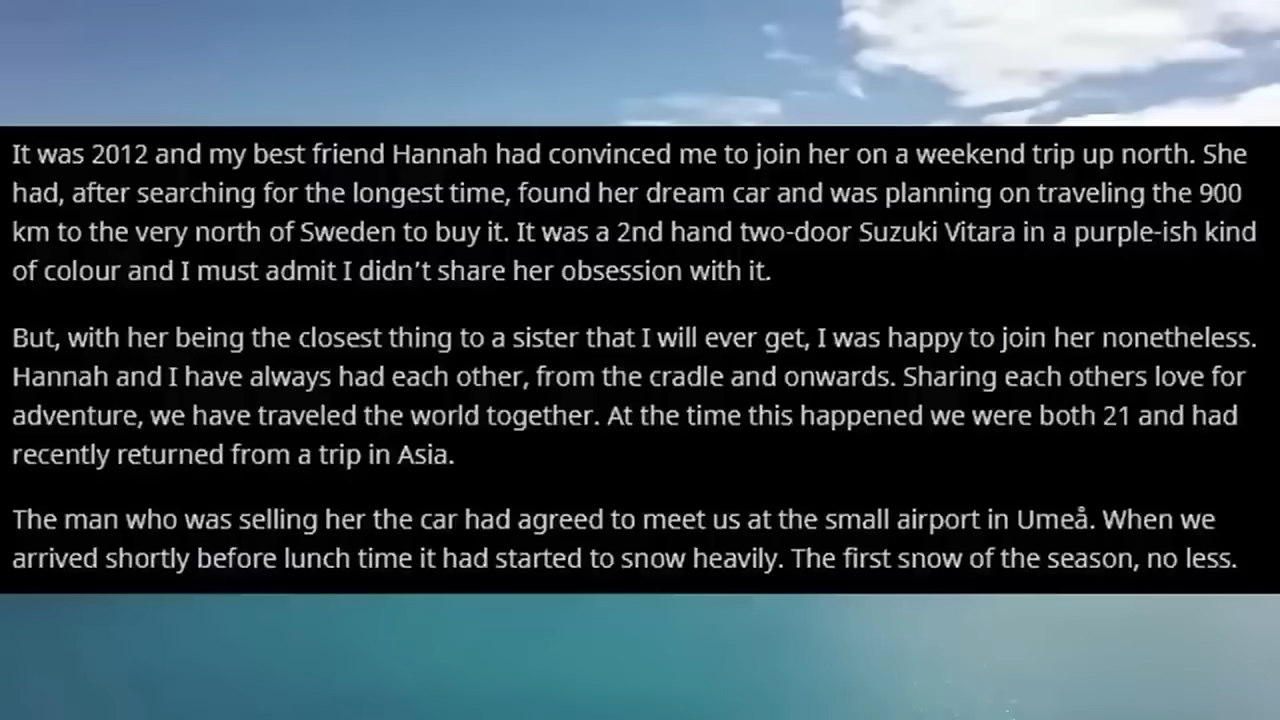 It was 2012 and my best friend Hannah had convinced me to join her on a weekend trip up north. She
had, after searching for the longest time, found her dream car and was planning on traveling the 900
km to the very north of Sweden to buy it. It was a 2nd hand two-door Suzuki Vitara in a purple-ish kind
of colour and I must admit I didn't share her obsession with it.
But, with her being the closest thing to a sister that I will ever get, I was happy to join her nonetheless.
Hannah and I have always had each other, from the cradle and onwards. Sharing each others love for
adventure, we have traveled the world together. At the time this happened we were both 21 and had
recently returned from a trip in Asia.
The man who was selling her the car had agreed to meet us at the small airport in Umeå. When we
arrived shortly before lunch time it had started to snow heavily. The first snow of the season, no less.